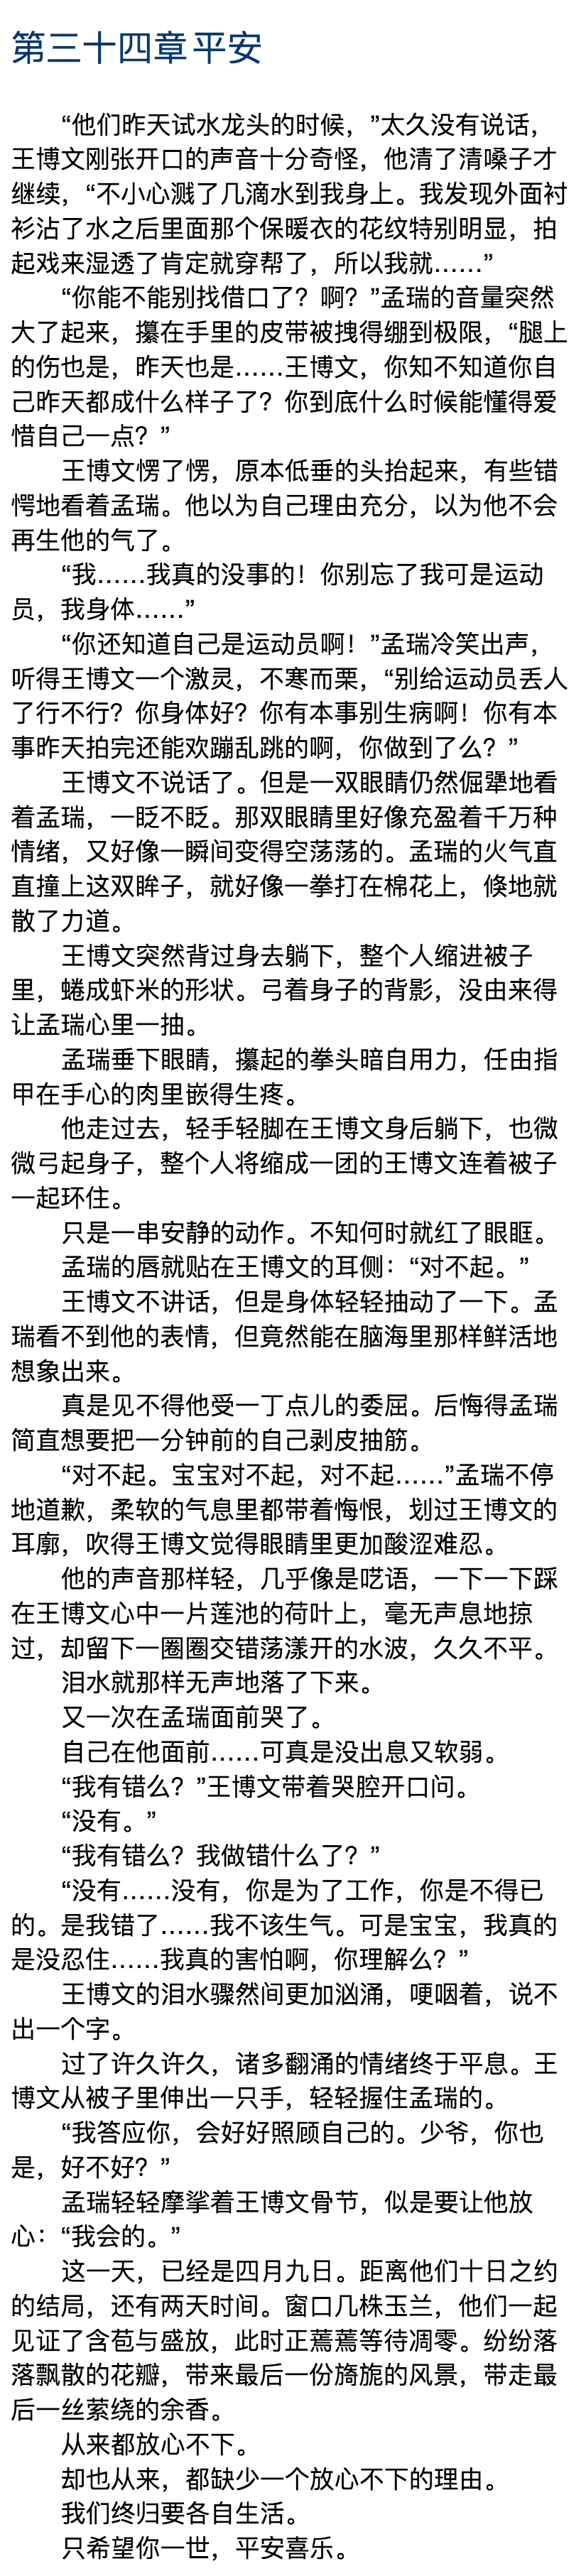 第三十四章 平安
“他们昨天试水龙头的时候，”太久没有说话，
王博文刚张开口的声音十分奇怪，他清了清嗓子才
继续，“不小心溅了几滴水到我身上。我发现外面衬
衫沾了水之后里面那个保暖衣的花纹特别明显，拍
起戏来湿透了肯定就穿帮了，所以我就……”
“你能不能别找借口了？啊？”孟瑞的音量突然
大了起来，攥在手里的皮带被拽得绷到极限，“腿上
的伤也是，昨天也是……王博文，你知不知道你自
己昨天都成什么样子了？你到底什么时候能懂得爱
惜自己一点？”
王博文愣了愣，原本低垂的头抬起来，有些错
愕地看着孟瑞。他以为自己理由充分，以为他不会
再生他的气了。
“我……我真的没事的！你别忘了我可是运动
员，我身体……”
“你还知道自己是运动员啊！”孟瑞冷笑出声，
听得王博文一个激灵，不寒而栗，“别给运动员丢人
了行不行？你身体好？你有本事别生病啊！你有本
事昨天拍完还能欢蹦乱跳的啊，你做到了么？”
王博文不说话了。但是一双眼睛仍然倔犟地看
着孟瑞，一眨不眨。那双眼睛里好像充盈着千万种
情绪，又好像一瞬间变得空荡荡的。孟瑞的火气直
直撞上这双眸子，就好像一拳打在棉花上，倏地就
散了力道。
王博文突然背过身去躺下，整个人缩进被子
里，蜷成虾米的形状。弓着身子的背影，没由来得
让孟瑞心里一抽。
孟瑞垂下眼睛，攥起的拳头暗自用力，任由指
甲在手心的肉里嵌得生疼。
他走过去，轻手轻脚在王博文身后躺下，也微
微弓起身子，整个人将缩成一团的王博文连着被子
一起环住。
只是一串安静的动作。不知何时就红了眼眶。
孟瑞的唇就贴在王博文的耳侧：“对不起。”
王博文不讲话，但是身体轻轻抽动了一下。孟
瑞看不到他的表情，但竟然能在脑海里那样鲜活地
想象出来。
真是见不得他受一丁点儿的委屈。后悔得孟瑞
简直想要把一分钟前的自己剥皮抽筋。
“对不起。宝宝对不起，对不起……”孟瑞不停
地道歉，柔软的气息里都带着悔恨，划过王博文的
耳廓，吹得王博文觉得眼睛里更加酸涩难忍。
他的声音那样轻，几乎像是呓语，一下一下踩
在王博文心中一片莲池的荷叶上，毫无声息地掠
过，却留下一圈圈交错荡漾开的水波，久久不平。
泪水就那样无声地落了下来。
又一次在孟瑞面前哭了。
自己在他面前……可真是没出息又软弱。
“我有错么？”王博文带着哭腔开口问。
“没有。”
“我有错么？我做错什么了？”
“没有……没有，你是为了工作，你是不得已
的。是我错了……我不该生气。可是宝宝，我真的
是没忍住……我真的害怕啊，你理解么？”
王博文的泪水骤然间更加汹涌，哽咽着，说不
出一个字。
过了许久许久，诸多翻涌的情绪终于平息。王
博文从被子里伸出一只手，轻轻握住孟瑞的。
“我答应你，会好好照顾自己的。少爷，你也
是，好不好？”
孟瑞轻轻摩挲着王博文骨节，似是要让他放
心：“我会的。”
这一天，已经是四月九日。距离他们十日之约
的结局，还有两天时间。窗口几株玉兰，他们一起
见证了含苞与盛放，此时正蔫蔫等待凋零。纷纷落
落飘散的花瓣，带来最后一份旖旎的风景，带走最
后一丝萦绕的余香。
从来都放心不下。
却也从来，都缺少一个放心不下的理由。
我们终归要各自生活。
只希望你一世，平安喜乐。